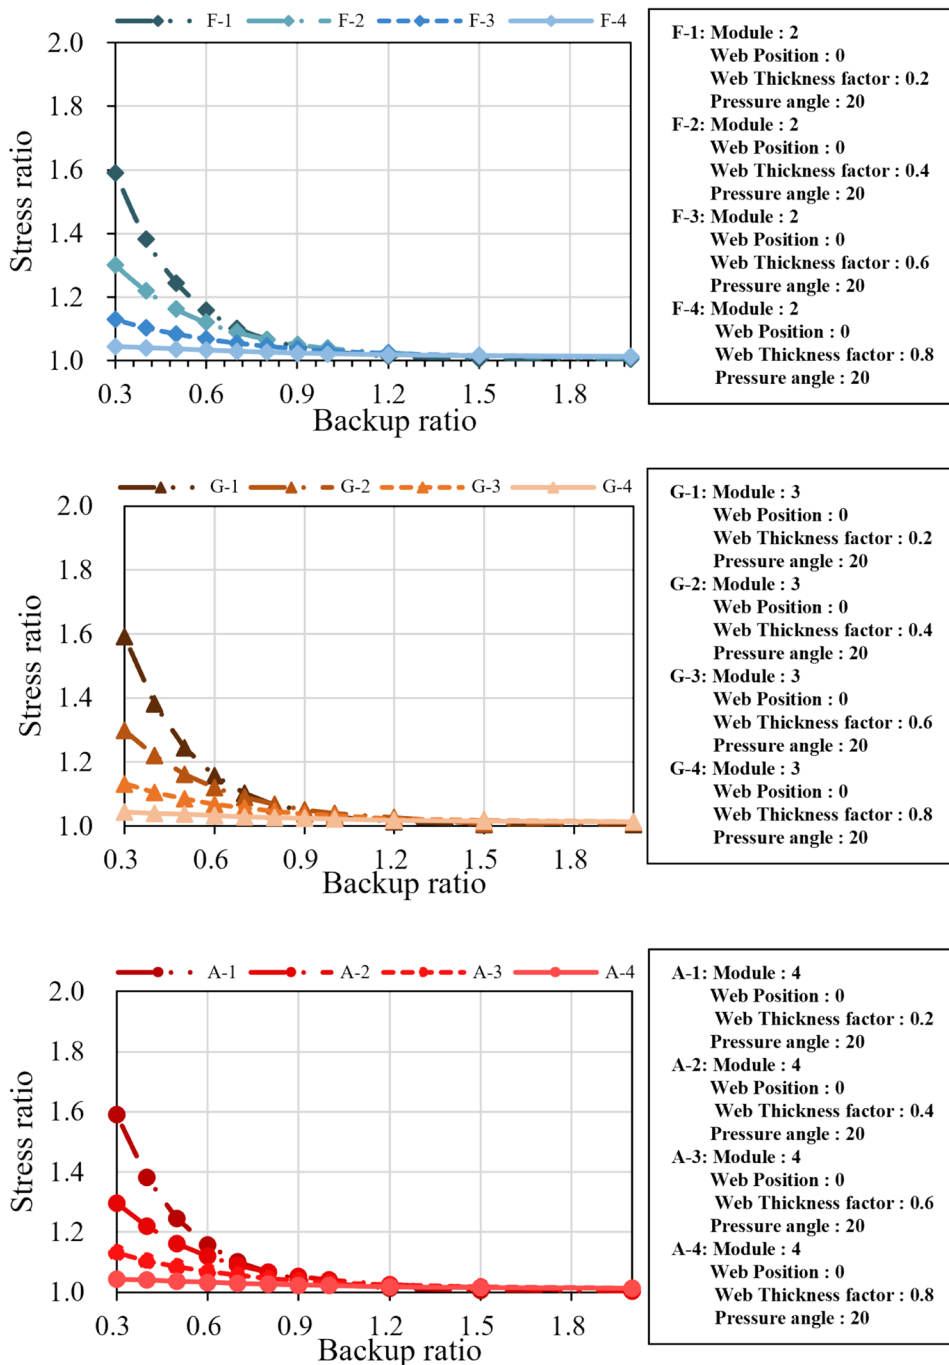 F-1 F-2 F-3 F-4
2.0
1.8
1.6
1.4
1.2
1.0
Stress ratio
0.3 0.6 0.9 1.2 1.5 1.8
Backup ratio
F-1: Module : 2
Web Position : 0
Web Thickness factor : 0.2
Pressure angle : 20
F-2: Module : 2
Web Position : 0
Web Thickness factor : 0.4
Pressure angle : 20
F-3: Module : 2
Web Position : 0
Web Thickness factor : 0.6
Pressure angle : 20
F-4: Module : 2
Web Position : 0
Web Thickness factor : 0.8
Pressure angle : 20
G-1 G-2 G-3 G-4
2.0
1.8
1.6
1.4
1.2
1.0
Stress ratio
0.3 0.6 0.9 1.2 1.5 1.8
Backup ratio
G-1: Module : 3
Web Position : 0
Web Thickness factor : 0.2
Pressure angle : 20
G-2: Module : 3
Web Position : 0
Web Thickness factor : 0.4
Pressure angle : 20
G-3: Module : 3
Web Position : 0
Web Thickness factor : 0.6
Pressure angle : 20
G-4: Module : 3
Web Position : 0
Web Thickness factor : 0.8
Pressure angle : 20
A-1 A-2 A-3 A-4
2.0
1.8
1.6
1.4
1.2
1.0
Stress ratio
0.3 0.6 0.9 1.2 1.5 1.8
Backup ratio
A-1: Module : 4
Web Position : 0
Web Thickness factor : 0.2
Pressure angle : 20
A-2: Module : 4
Web Position : 0
Web Thickness factor : 0.4
Pressure angle : 20
A-3: Module : 4
Web Position : 0
Web Thickness factor : 0.6
Pressure angle : 20
A-4: Module : 4
Web Position : 0
Web Thickness factor : 0.8
Pressure angle : 20